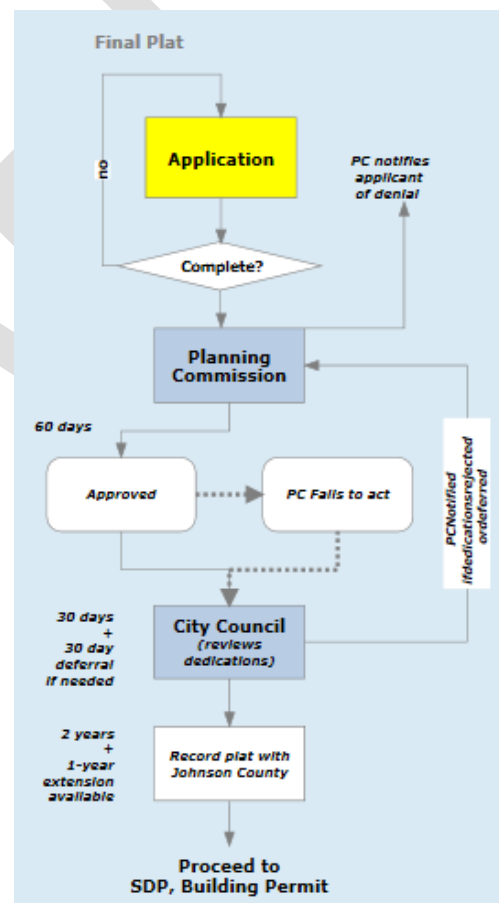 Final Plat
Application
no
PC notifies
applicant
of denial
Complete?
Planning
Commission
60 days
Approved
PC Fails to act
PCNotified
ifdedicationsrejected
ordeferred
30 days
+
30 day
deferral
if needed
City Council
(reviews
dedications)
2 years
+
1-year
extension
available
Record plat with
Johnson County
Proceed to
SDP, Building Permit